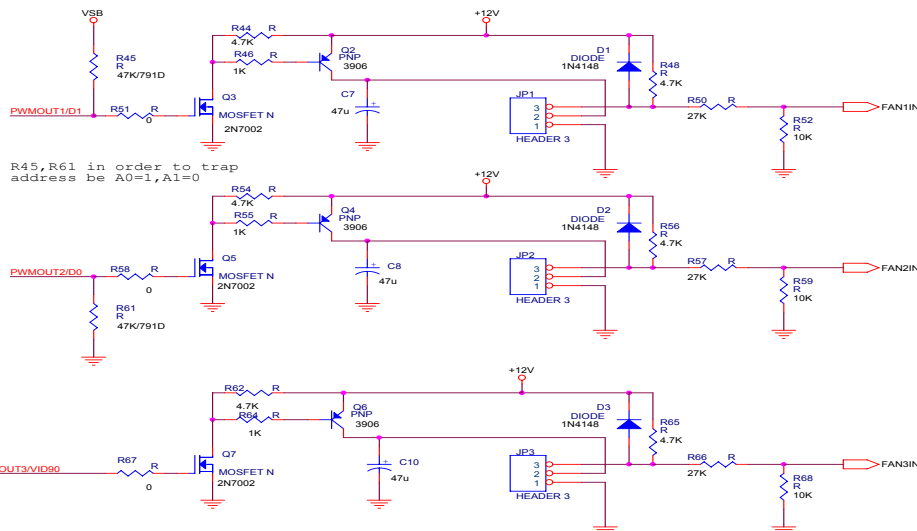 VSB
+12V
R44
R
4.7K
R45
R
47K/791D
R46
R
1K
Q2
PNP
3906
D1
DIODE
1N4148
R48
R
4.7K
Q3
MOSFET N
2N7002
C7
47u
JP1
3
2
1
HEADER 3
PWMOUT1/D1
R51
R
0
R50
R
27K
FAN1IN
R52
R
10K
R45,R61 in order to trap
address be A0=1,A1=0
+12V
R54
R
4.7K
R55
R
1K
Q4
PNP
3906
D2
DIODE
1N4148
R56
R
4.7K
Q5
MOSFET N
2N7002
C8
47u
JP2
3
2
1
HEADER 3
PWMOUT2/D0
R58
R
0
R57
R
27K
FAN2IN
R59
R
10K
R61
R
47K/791D
+12V
R62
R
4.7K
R64
R
1K
Q6
PNP
3906
D3
DIODE
1N4148
R65
R
4.7K
Q7
MOSFET N
2N7002
C10
47u
JP3
3
2
1
HEADER 3
OUT3/VID90
R67
R
0
R66
R
27K
FAN3IN
R68
R
10K